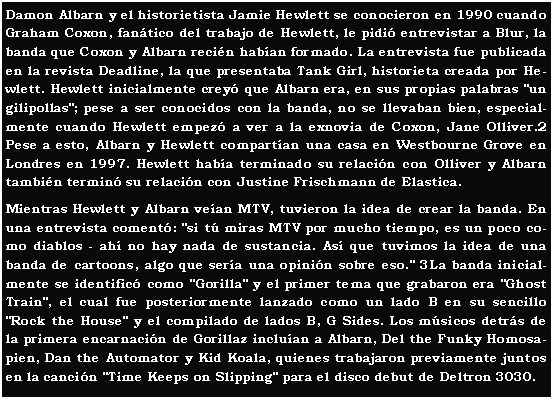 Damon Albarn y el historietista Jamie Hewlett se conocieron en 1990 cuando
Graham Coxon, fanático del trabajo de Hewlett, le pidió entrevistar a Blur, la
banda que Coxon y Albarn recién habían formado. La entrevista fue publicada
en la revista Deadline, la que presentaba Tank Girl, historieta creada por He-
wlett. Hewlett inicialmente creyó que Albarn era, en sus propias palabras "un
gilipollas"; pese a ser conocidos con la banda, no se llevaban bien, especial-
mente cuando Hewlett empezó a ver a la exnovia de Coxon, Jane Olliver.2
Pese a esto, Albarn y Hewlett compartían una casa en Westbourne Grove en
Londres en 1997. Hewlett había terminado su relación con Olliver y Albarn
también terminó su relación con Justine Frischmann de Elastica.
Mientras Hewlett y Albarn veían MTV, tuvieron la idea de crear la banda. En
una entrevista comentó: "si tú miras MTV por mucho tiempo, es un poco co-
mo diablos - ahí no hay nada de sustancia. Así que tuvimos la idea de una
banda de cartoons, algo que sería una opinión sobre eso." 3La banda inicial-
mente se identificó como "Gorilla" y el primer tema que grabaron era "Ghost
Train", el cual fue posteriormente lanzado como un lado B en su sencillo
"Rock the House" y el compilado de lados B, G Sides. Los músicos detrás de
la primera encarnación de Gorillaz incluían a Albarn, Del the Funky Homosa-
pien, Dan the Automator y Kid Koala, quienes trabajaron previamente juntos
en la canción "Time Keeps on Slipping" para el disco debut de Deltron 3030.